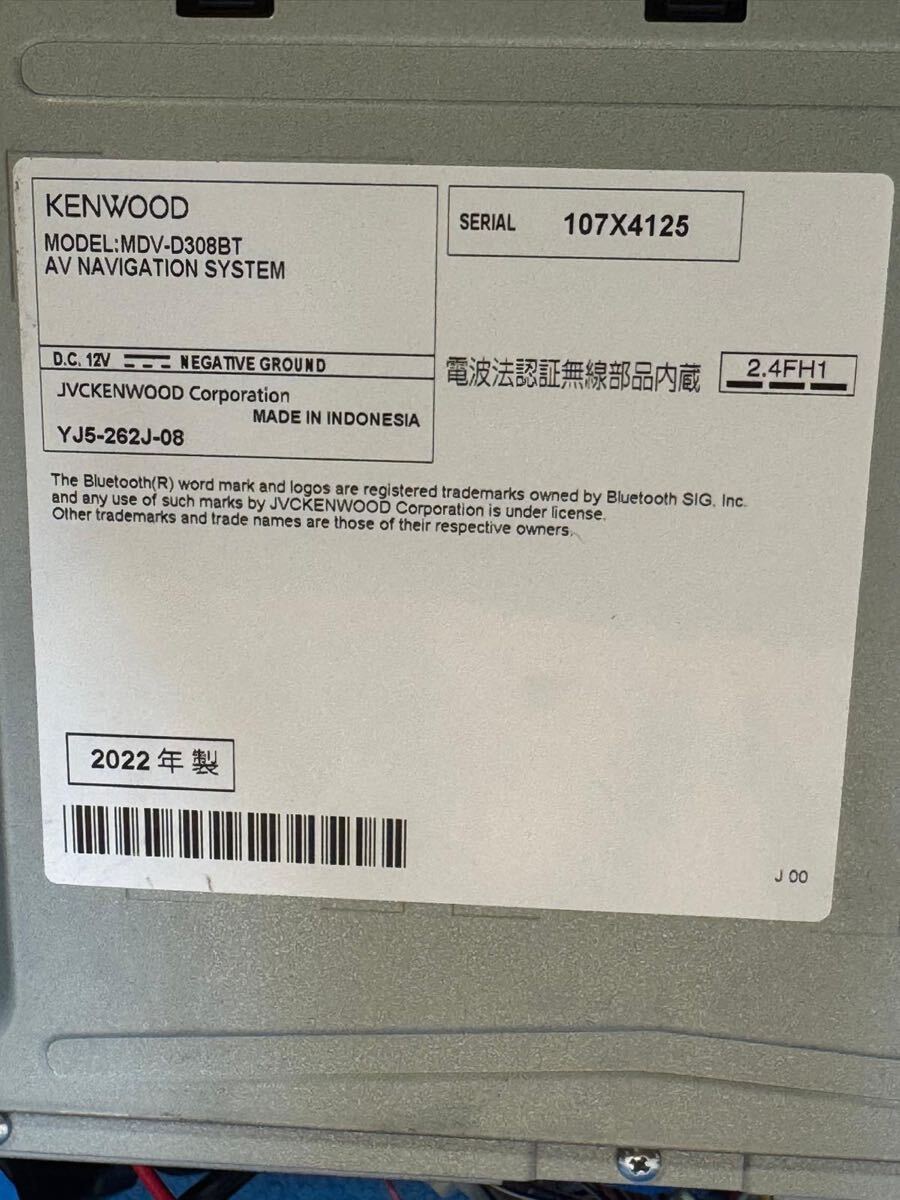 KENWOOD
MODEL:MDV-D308BT
AV NAVIGATION SYSTEM
SERIAL 107X4125
D.C. 12V NEGATIVE GROUND
JVCKENWOOD Corporation
MADE IN INDONESIA
YJ5-262J-08
電波法認証無線部品内蔵 2.4FH1
The Bluetooth(R) word mark and logos are registered trademarks owned by Bluetooth SIG, Inc.
and any use of such marks by JVCKENWOOD Corporation is under license.
Other trademarks and trade names are those of their respective owners.
2022 年 製
J 00